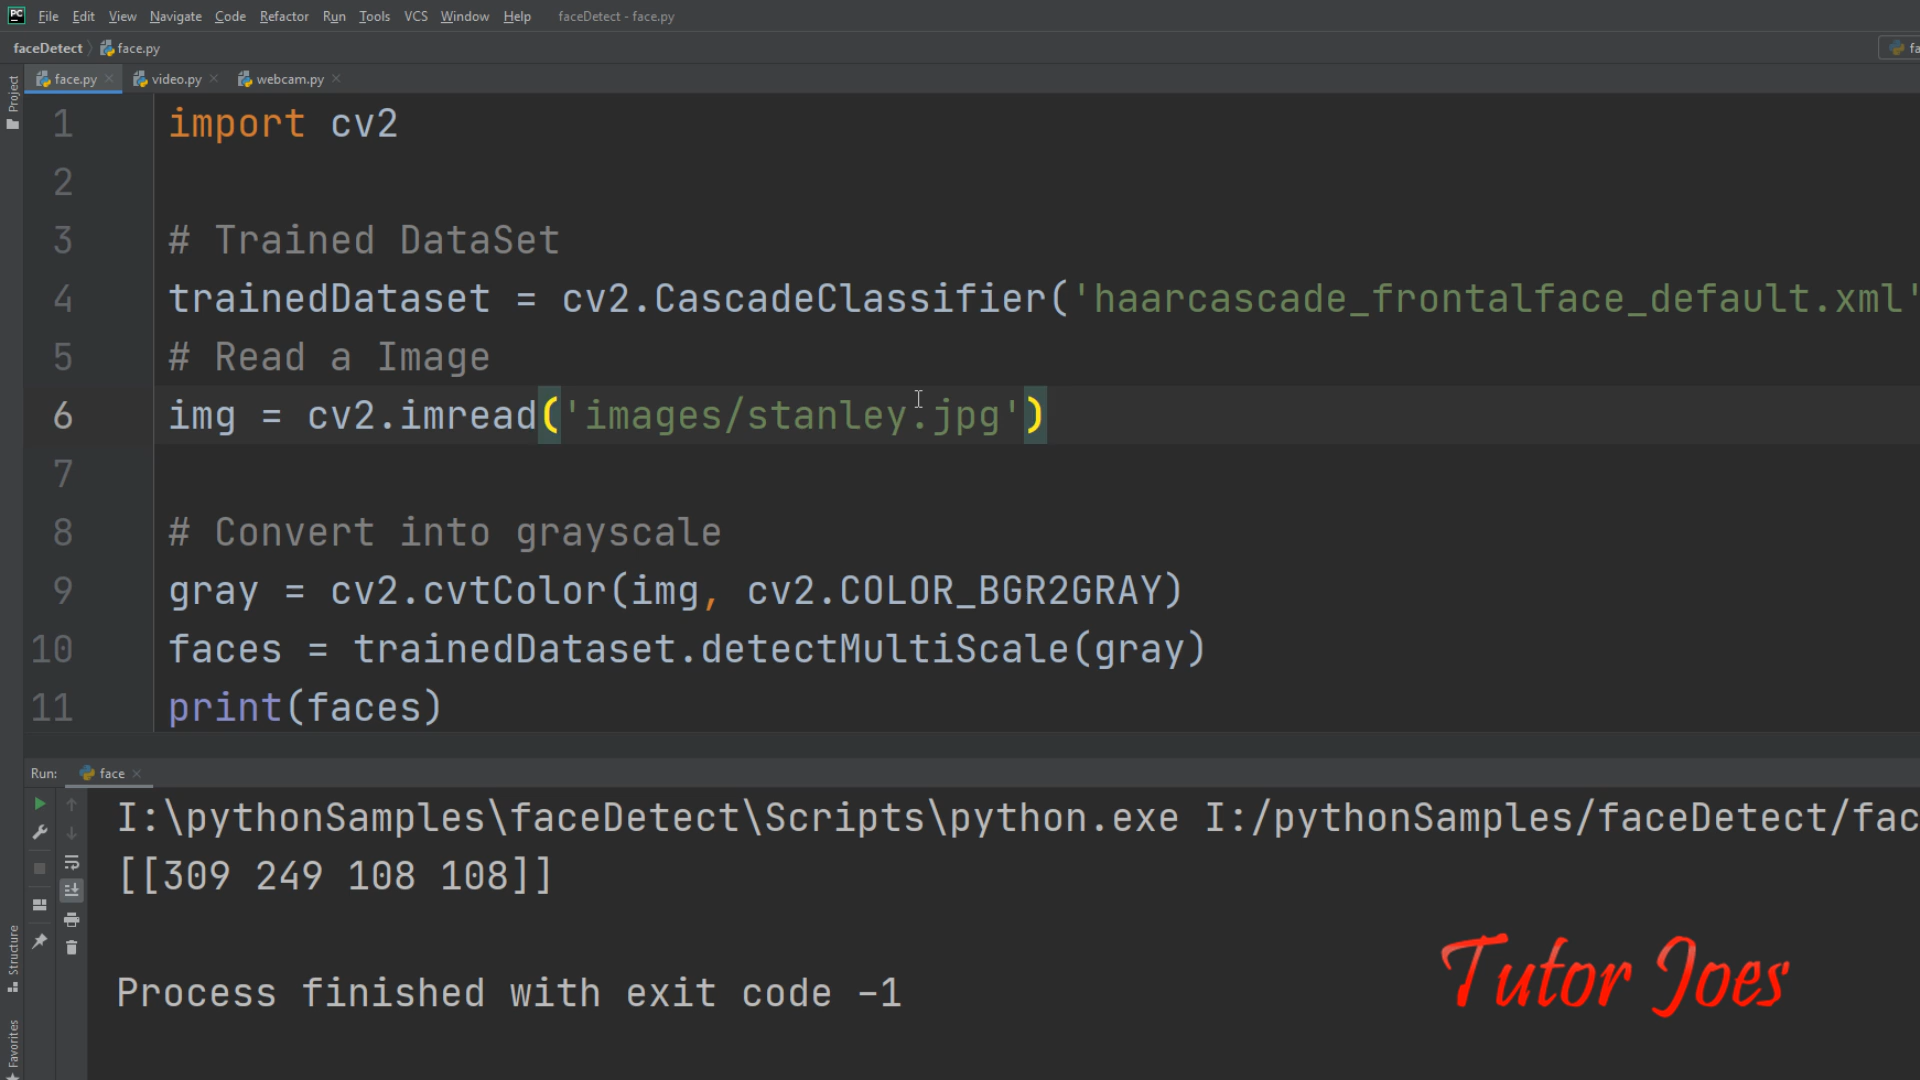 File Edit View Navigate Code Refactor Run Tools VCS Window Help faceDetect - face.py
faceDetect face.py
face.py video.py webcam.py
Project
1 import cv2
2
3 # Trained DataSet
4 trainedDataset = cv2.CascadeClassifier('haarcascade_frontalface_default.xml'
5 # Read a Image
6 img = cv2.imread('images/stanley.jpg')
7
8 # Convert into grayscale
9 gray = cv2.cvtColor(img, cv2.COLOR_BGR2GRAY)
10 faces = trainedDataset.detectMultiScale(gray)
11 print(faces)
Run: face
I:\pythonSamples\faceDetect\Scripts\python.exe I:/pythonSamples/faceDetect/fac
[[309 249 108 108]]
Process finished with exit code -1
Structure
Favorites
Tutor Joes